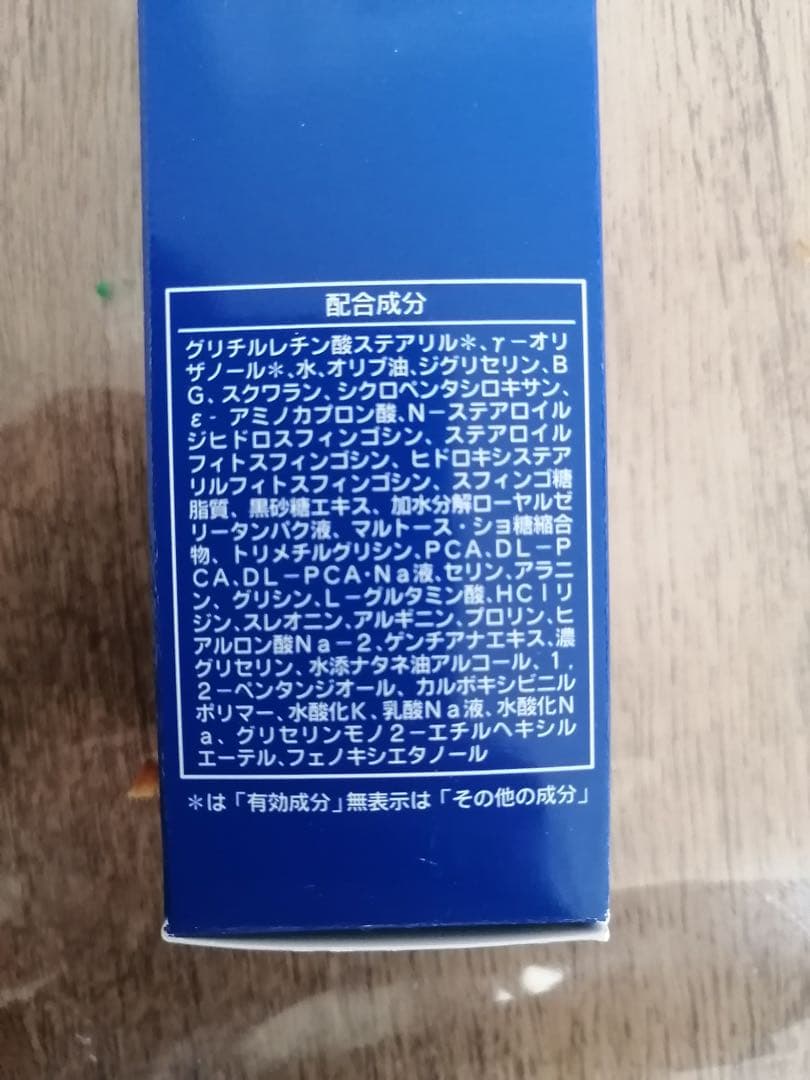 配合成分
グリチルレチン酸ステアリル＊、γーオリ
ザノール＊、水、オリブ油、ジグリセリン、B
G、スクワラン、シクロペンタシロキサン、
ε‐アミノカプロン酸、N－ステアロイル
ジヒドロスフィンゴシン、ステアロイル
フィトスフィンゴシン、ヒドロキシステア
リルフィトスフィンゴシン、スフィンゴ糖
脂質、黒砂糖エキス、加水分解ローヤルゼ
リータンパク液、マルトース・ショ糖縮合
物、トリメチルグリシン、PCA、DL－P
CA、DL－PCA・Na液、セリン、アラニ
ン、グリシン、L－グルタミン酸、HClリ
ジン、スレオニン、アルギニン、プロリン、ヒ
アルロン酸Na－2、ゲンチアナエキス、濃
グリセリン、水添ナタネ油アルコール、1，
2－ペンタンジオール、カルボキシビニル
ポリマー、水酸化K、乳酸Na液、水酸化N
a、グリセリンモノ2－エチルヘキシル
エーテル、フェノキシエタノール
＊は「有効成分」無表示は「その他の成分」